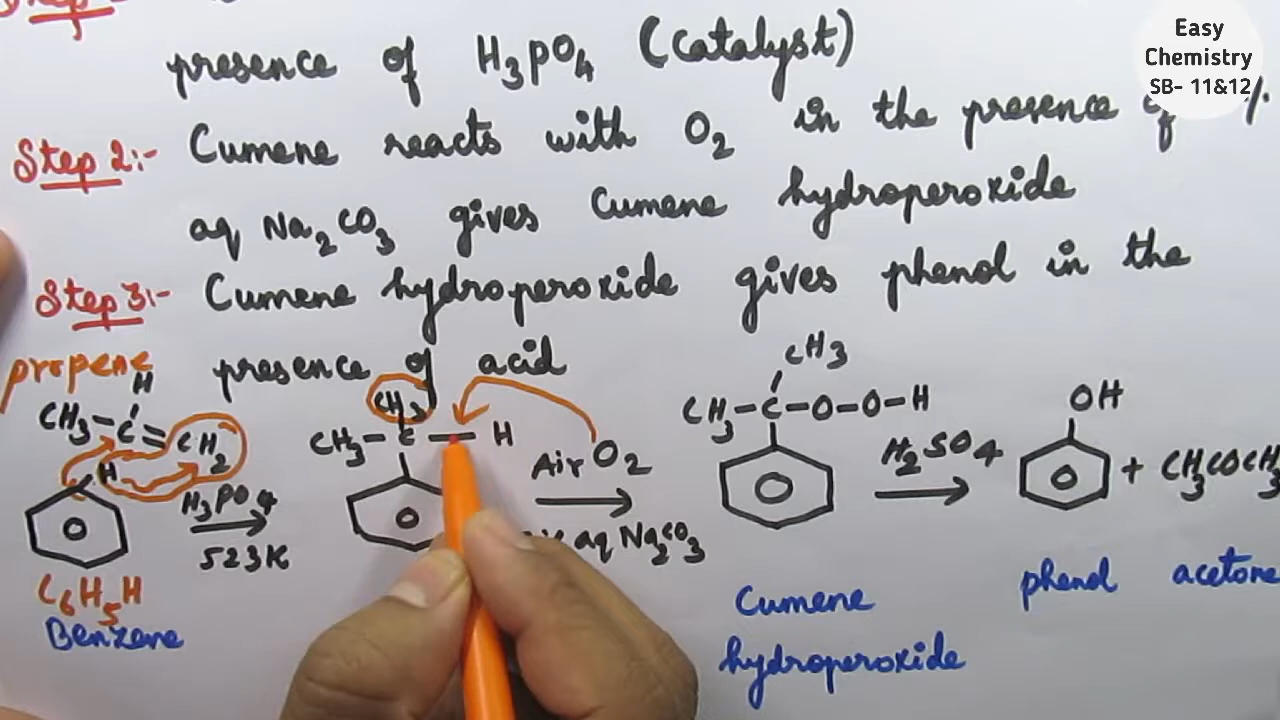 Easy
Chemistry
SB- 11&12
presence of H3PO4 (Catalyst)
Step 2:- Cumene reacts with O2 in the presence of %
aq Na2CO3 gives Cumene hydroperoxide
Step 3:- Cumene hydroperoxide gives phenol in the
presence of acid
propene
H
CH3-C=CH2
H
H3PO4
523K
C6H5H
Benzene
CH3
CH3-C-H
Air O2
aq Na2CO3
CH3
CH3-C-O-O-H
Cumene
hydroperoxide
H2SO4
OH
+ CH3COCH3
phenol acetone